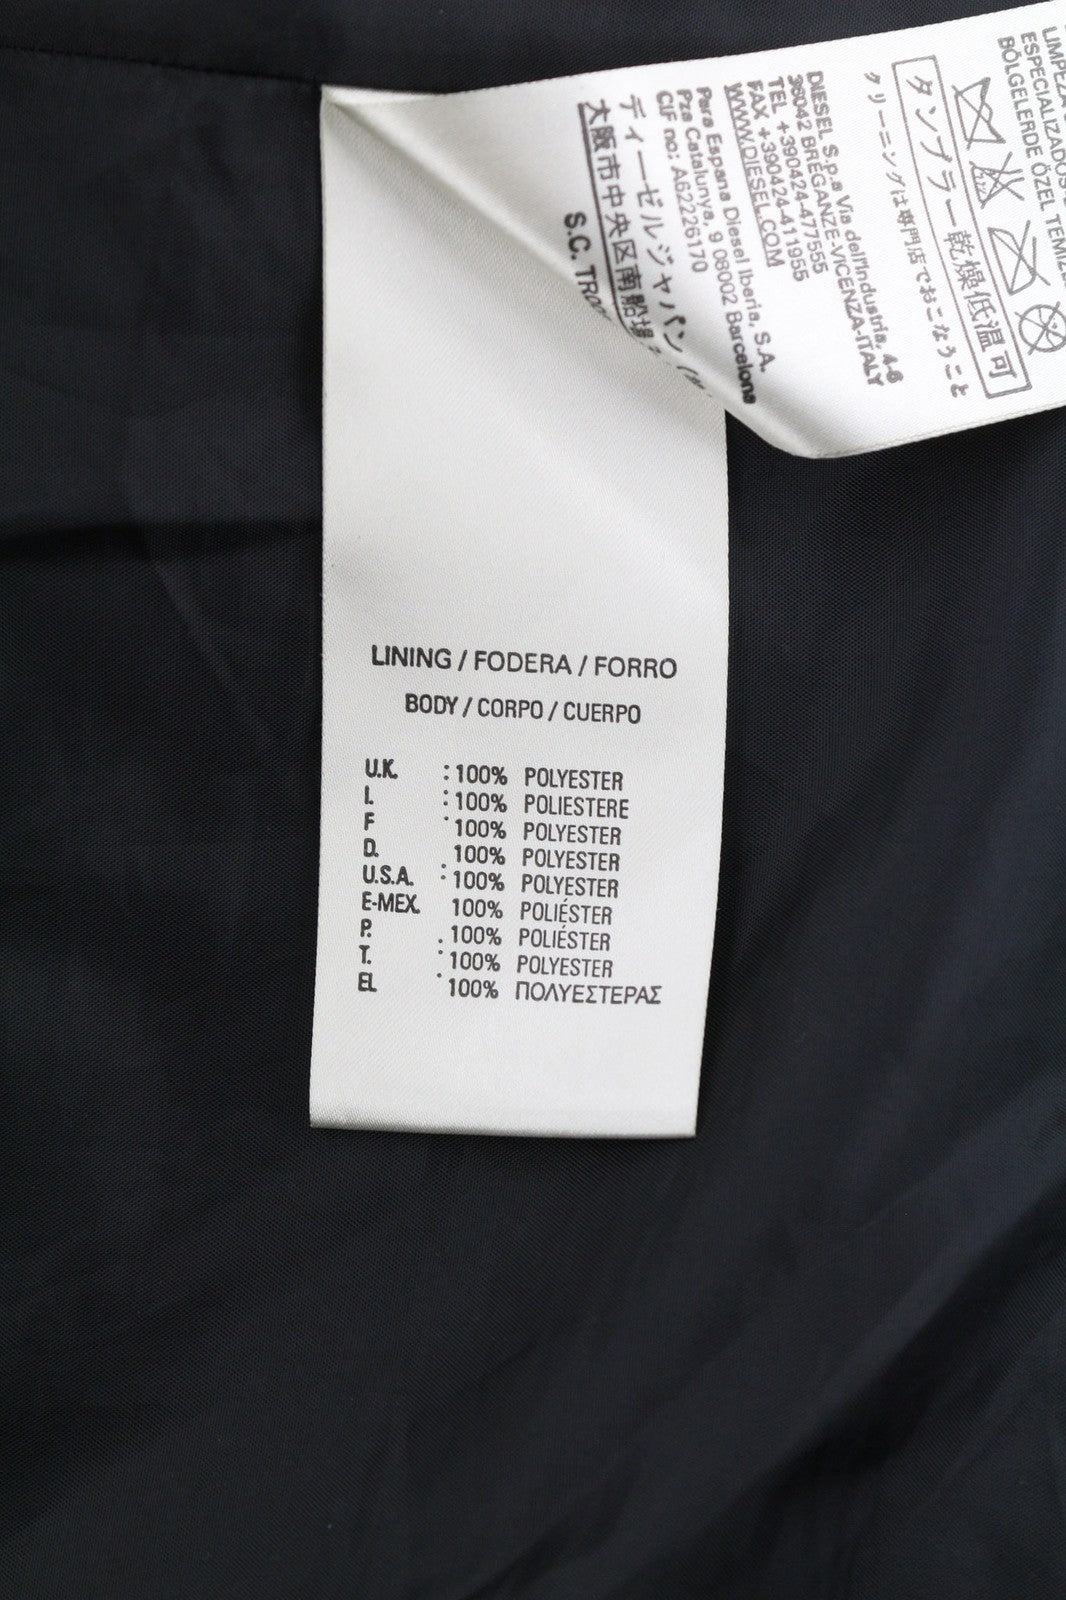 LIMPEZA
ESPECIALIZADOS
BÖLGELERDE ÖZEL TEMIZL
タンブラー乾燥低温可
クリーニングは専門店でおこなうこと
DIESEL S.p.a Via dell'Industria, 4-6
36042 BREGANZE-VICENZA-ITALY
TEL +390424-477555
FAX +390424-411955
WWW.DIESEL.COM
Para Espana Diesel Iberia, S.A.
Pza Catalunya, 9 08002 Barcelona
CIF no: A62226170
ディーゼルジャパン
大阪市中央区南船場
S.C.
LINING / FODERA / FORRO
BODY / CORPO / CUERPO
U.K. : 100% POLYESTER
I. : 100% POLIESTERE
F 100% POLYESTER
D. 100% POLYESTER
U.S.A. : 100% POLYESTER
E-MEX. 100% POLIÉSTER
P. . 100% POLIÉSTER
T. : 100% POLYESTER
EL 100% ΠΟΛΥΕΣΤΕΡΑΣ